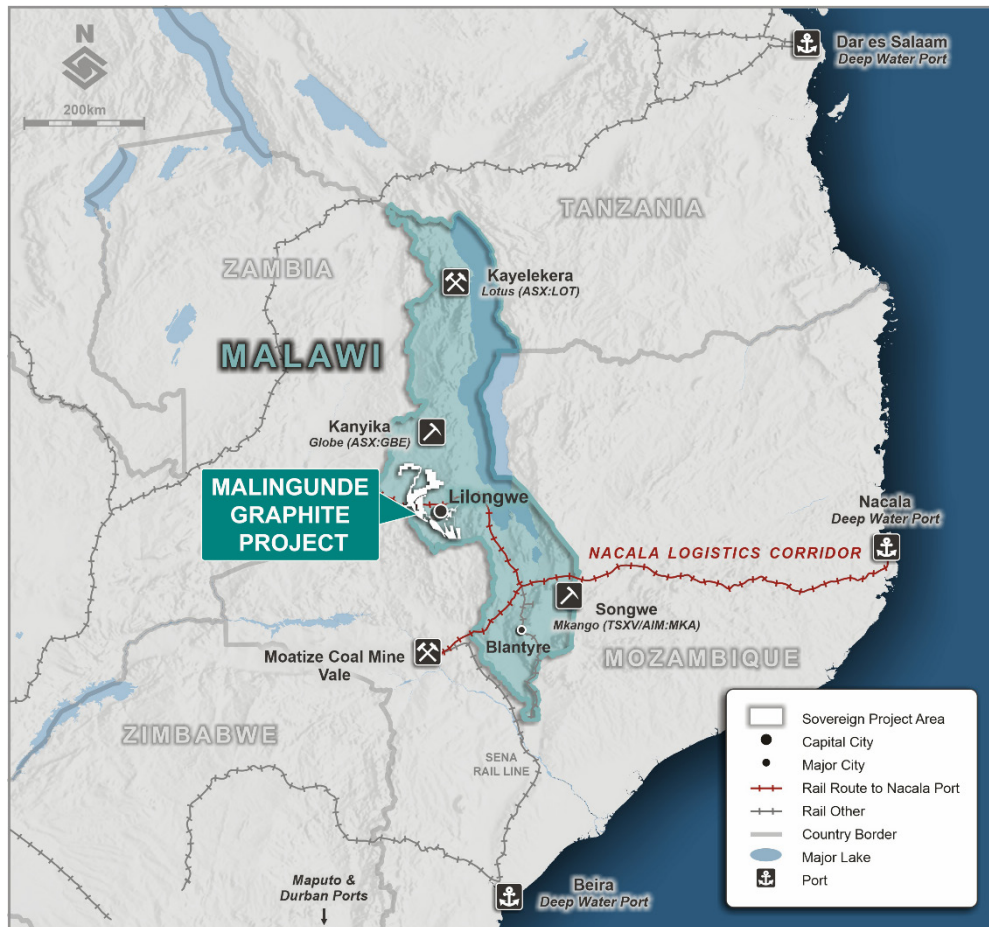 N
200km
Dar es Salaam
Deep Water Port
TANZANIA
ZAMBIA
Kayelekera
Lotus (ASX:LOT)
MALAWI
Kanyika
Globe (ASX:GBE)
MALINGUNDE
GRAPHITE
PROJECT
Lilongwe
Nacala
Deep Water Port
NACALA LOGISTICS CORRIDOR
Songwe
Mkango (TSXV/AIM:MKA)
Blantyre
Moatize Coal Mine
Vale
MOZAMBIQUE
ZIMBABWE
SENA
RAIL LINE
Maputo &
Durban Ports
Beira
Deep Water Port
Sovereign Project Area
Capital City
Major City
Rail Route to Nacala Port
Rail Other
Country Border
Major Lake
Port